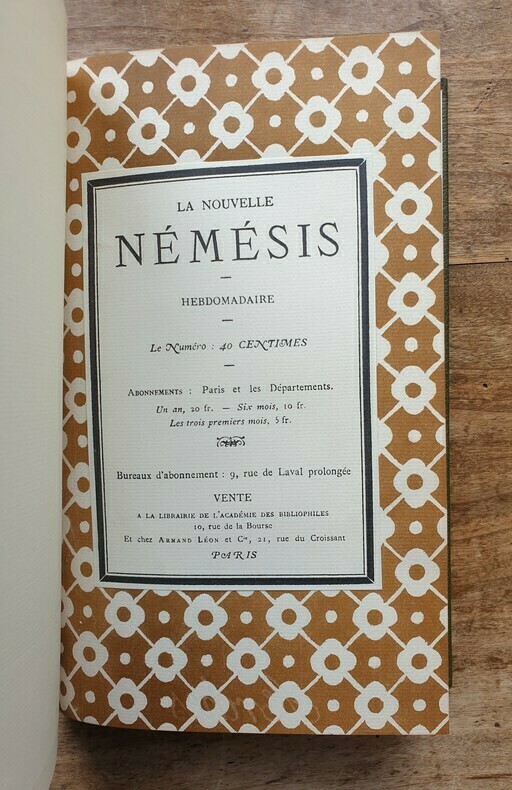 LA NOUVELLE
NÉMÉSIS
HEBDOMADAIRE
Le Numéro : 40 CENTIMES
ABONNEMENTS : Paris et les Départements.
Un an, 20 fr. — Six mois, 10 fr.
Les trois premiers mois, 5 fr.
Bureaux d'abonnement : 9, rue de Laval prolongée
VENTE
A LA LIBRAIRIE DE L'ACADÉMIE DES BIBLIOPHILES
10, rue de la Bourse
Et chez ARMAND LÉON et Cie, 21, rue du Croissant
PARIS